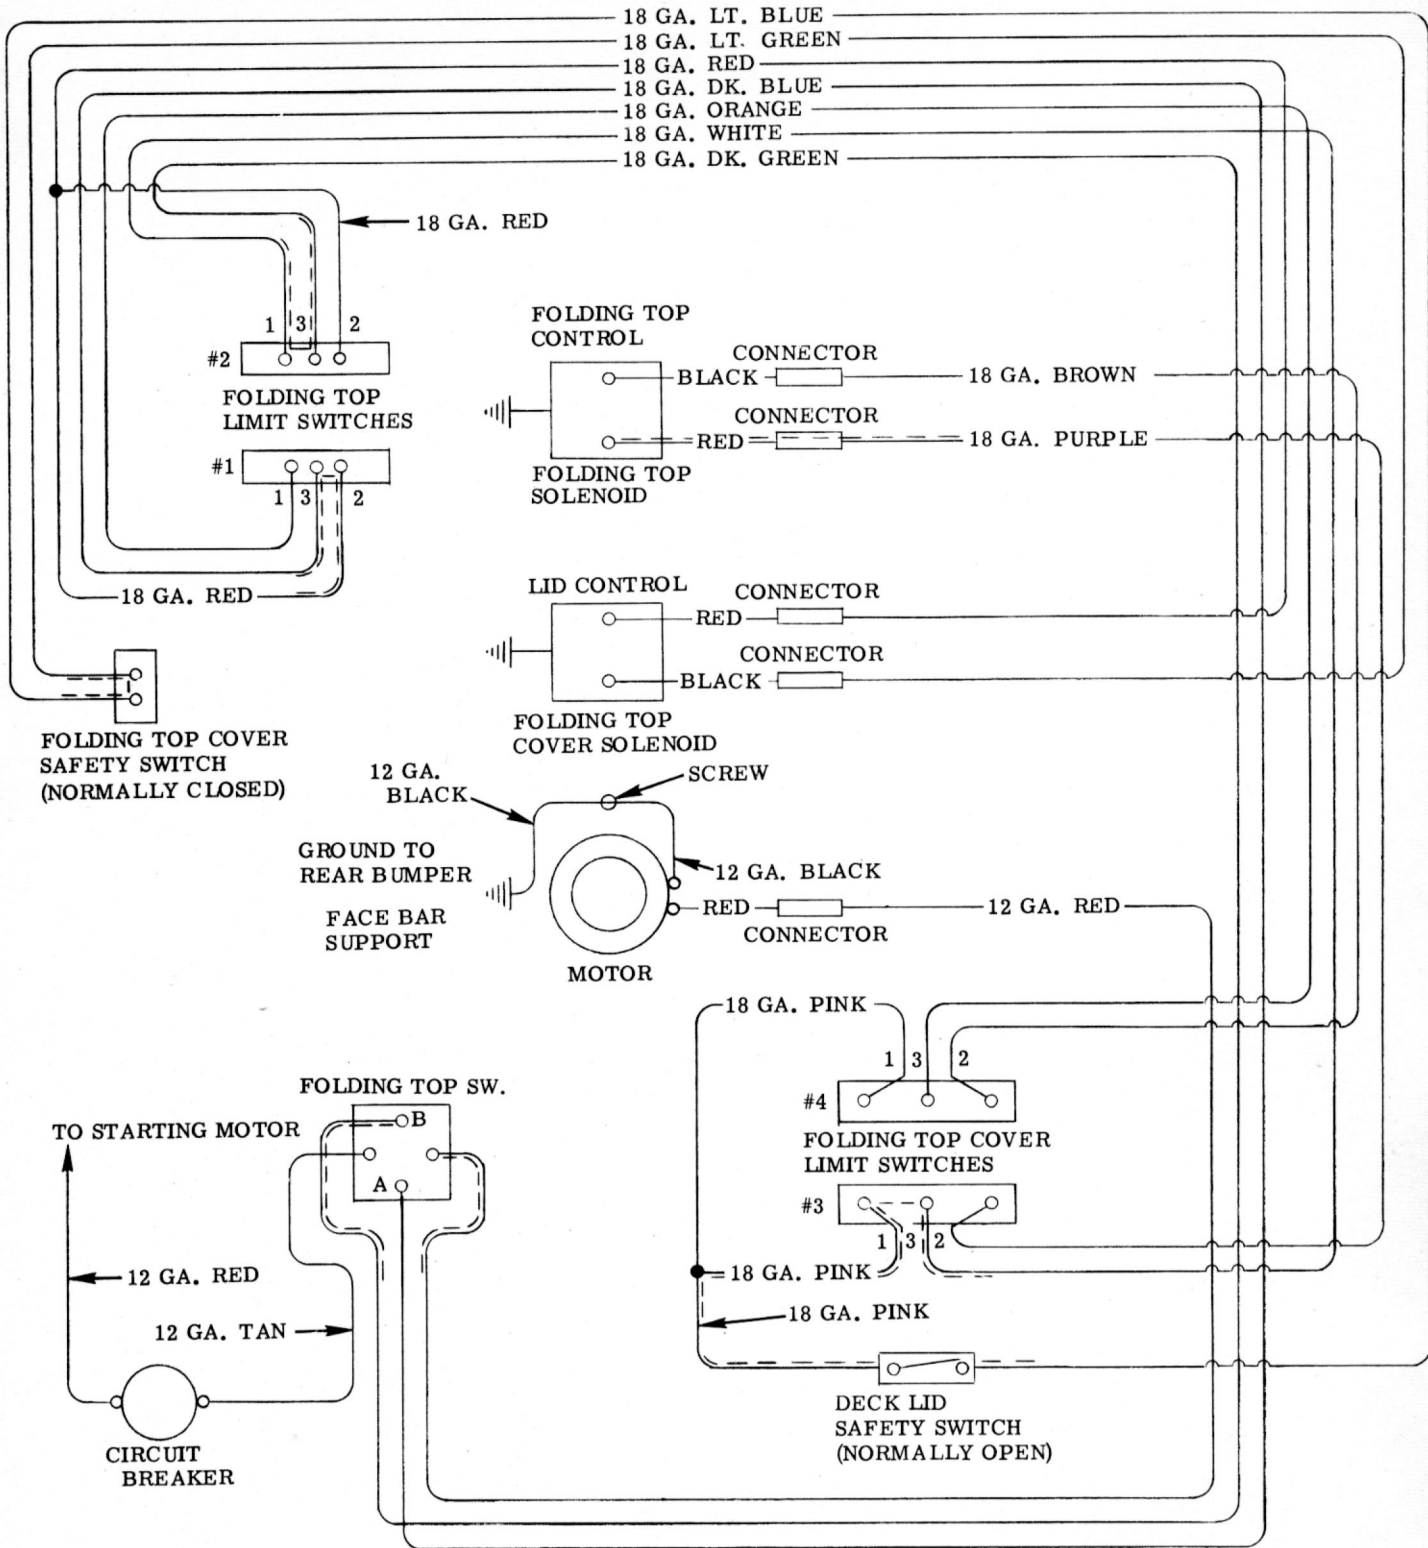 18 GA. LT. BLUE
18 GA. LT. GREEN
18 GA. RED
18 GA. DK. BLUE
18 GA. ORANGE
18 GA. WHITE
18 GA. DK. GREEN
18 GA. RED
1 3 2
#2
FOLDING TOP
LIMIT SWITCHES
#1
1 3 2
18 GA. RED
FOLDING TOP
CONTROL
CONNECTOR
BLACK
18 GA. BROWN
CONNECTOR
RED
18 GA. PURPLE
FOLDING TOP
SOLENOID
LID CONTROL
CONNECTOR
RED
CONNECTOR
BLACK
FOLDING TOP
COVER SOLENOID
FOLDING TOP COVER
SAFETY SWITCH
(NORMALLY CLOSED)
12 GA.
BLACK
SCREW
GROUND TO
REAR BUMPER
FACE BAR
SUPPORT
12 GA. BLACK
RED
12 GA. RED
CONNECTOR
MOTOR
18 GA. PINK
1 3 2
#4
FOLDING TOP COVER
LIMIT SWITCHES
#3
1 3 2
18 GA. PINK
18 GA. PINK
DECK LID
SAFETY SWITCH
(NORMALLY OPEN)
FOLDING TOP SW.
B
A
TO STARTING MOTOR
12 GA. RED
12 GA. TAN
CIRCUIT
BREAKER